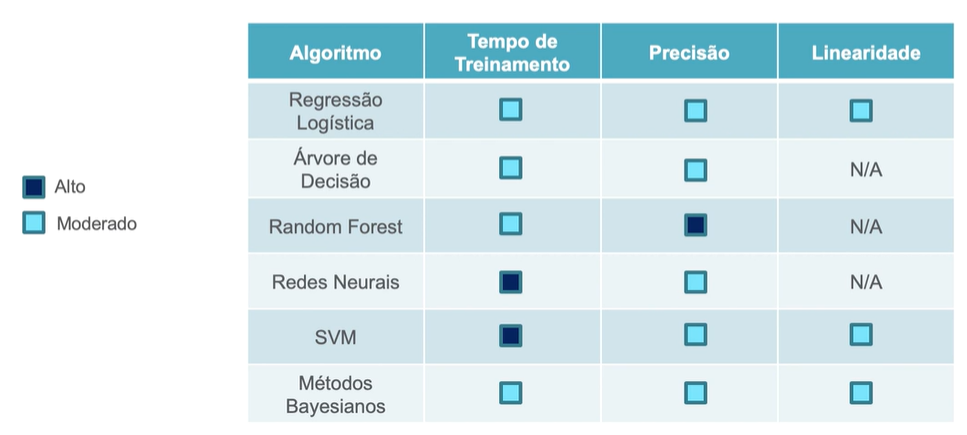 Algoritmo
Tempo de
Treinamento
Precisão
Linearidade
Regressão
Logística
Árvore de
Decisão
N/A
Random Forest
N/A
Redes Neurais
N/A
SVM
Métodos
Bayesianos
Alto
Moderado